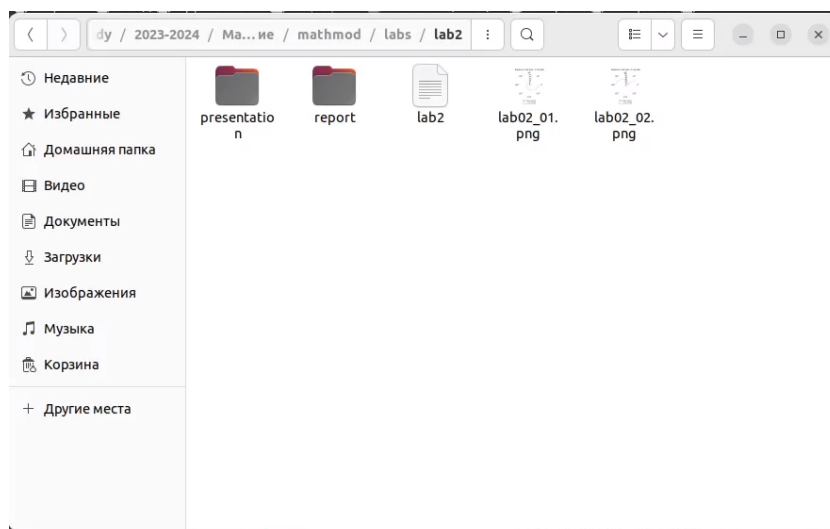 dy / 2023-2024 / Ма…ие / mathmod / labs / lab2
Недавние
Избранные
Домашняя папка
Видео
Документы
Загрузки
Изображения
Музыка
Корзина
Другие места
presentatio
n
report
lab2
lab02_01.
png
lab02_02.
png